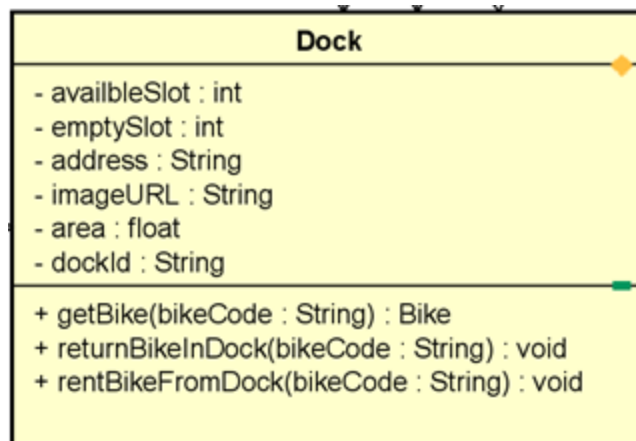 Dock
- availbleSlot : int
- emptySlot : int
- address : String
- imageURL : String
- area : float
- dockId : String
+ getBike(bikeCode : String) : Bike
+ returnBikeInDock(bikeCode : String) : void
+ rentBikeFromDock(bikeCode : String) : void